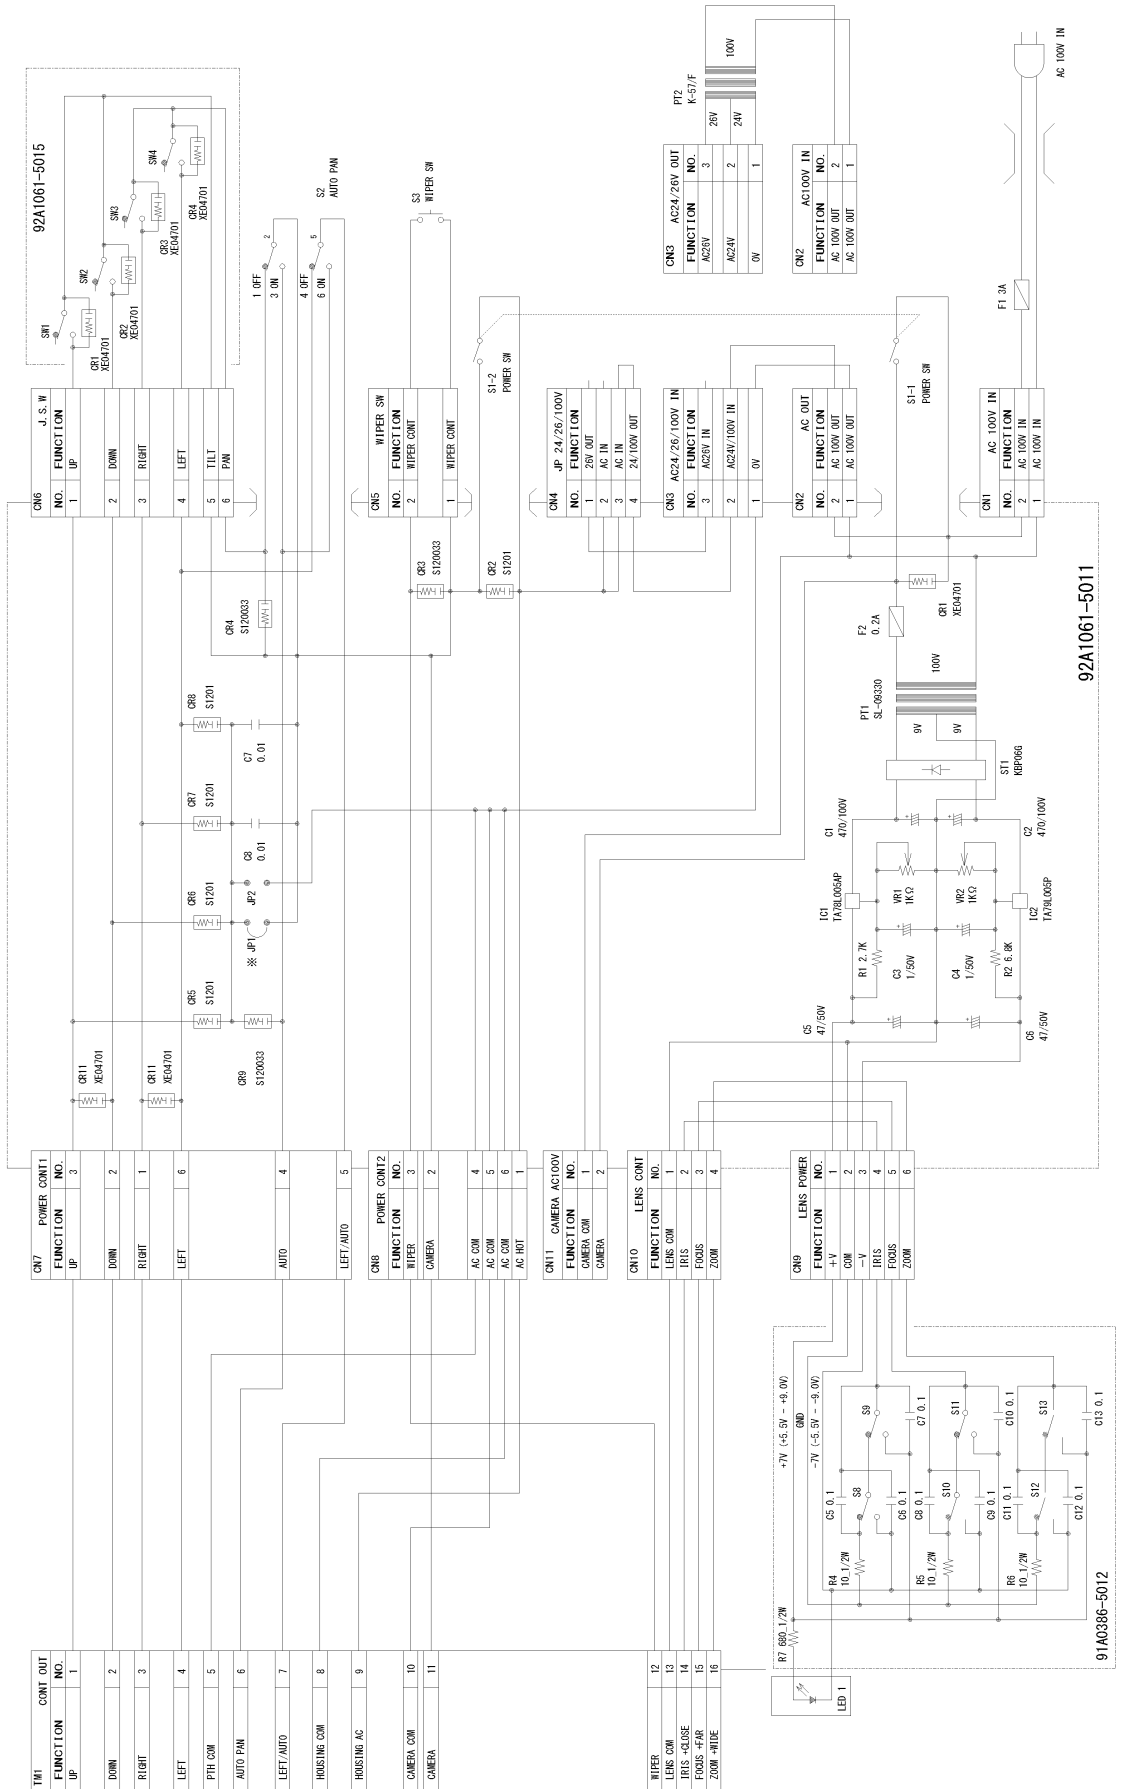 TM1 CONT OUT
FUNCTION NO.
UP 1
DOWN 2
RIGHT 3
LEFT 4
PTH COM 5
AUTO PAN 6
LEFT/AUTO 7
HOUSING COM 8
HOUSING AC 9
CAMERA COM 10
CAMERA 11
WIPER 12
LENS COM 13
IRIS +CLOSE 14
FOCUS +FAR 15
ZOOM +WIDE 16
CN7 POWER CONT1
FUNCTION NO.
UP 3
DOWN 2
RIGHT 1
LEFT 6
AUTO 4
LEFT/AUTO 5
CN8 POWER CONT2
FUNCTION NO.
WIPER 3
CAMERA 2
AC COM 4
AC COM 5
AC COM 6
AC HOT 1
CN11 CAMERA AC100V
FUNCTION NO.
CAMERA COM 1
CAMERA 2
CN10 LENS CONT
FUNCTION NO.
LENS COM 1
IRIS 2
FOCUS 3
ZOOM 4
CN9 LENS POWER
FUNCTION NO.
+V 1
COM 2
-V 3
IRIS 4
FOCUS 5
ZOOM 6
LED 1
R7 680_1/2W
+7V (+5.5V - +9.0V)
GND
-7V (-5.5V - -9.0V)
R4
10_1/2W
C5 0.1
S8
C6 0.1
S9
C7 0.1
R5
10_1/2W
C8 0.1
S10
C9 0.1
S11
C10 0.1
R6
10_1/2W
C11 0.1
S12
C12 0.1
S13
C13 0.1
91A0386-5012
CR11
XE04701
CR11
XE04701
CR5
S1201
CR9
S120033
CR6
S1201
※ JP1
JP2
CR7
S1201
C8
0.01
CR8
S1201
C7
0.01
CR4
S120033
CR3
S120033
CR2
S1201
C5
47/50V
C6
47/50V
R1 2.7K
C3
1/50V
C4
1/50V
R2 6.8K
IC1
TA78L005AP
VR1
1KΩ
VR2
1KΩ
IC2
TA79L005P
C1
470/100V
C2
470/100V
ST1
KBP06G
PT1
SL-09330
9V
9V
100V
F2
0.2A
CR1
XE04701
92A1061-5011
CN6 J.S.W
NO. FUNCTION
1 UP
2 DOWN
3 RIGHT
4 LEFT
5 TILT
6 PAN
CN5 WIPER SW
NO. FUNCTION
2 WIPER CONT
1 WIPER CONT
CN4 JP 24/26/100V
NO. FUNCTION
1 26V OUT
2 AC IN
3 AC IN
4 24/100V OUT
CN3 AC24/26/100V IN
NO. FUNCTION
3 AC26V IN
2 AC24V/100V IN
1 0V
CN2 AC OUT
NO. FUNCTION
2 AC 100V OUT
1 AC 100V OUT
CN1 AC 100V IN
NO. FUNCTION
2 AC 100V IN
1 AC 100V IN
92A1061-5015
SW1
CR1
XE04701
SW2
CR2
XE04701
SW3
CR3
XE04701
SW4
CR4
XE04701
1 OFF
3 ON
2
4 OFF
6 ON
5
S2
AUTO PAN
S3
WIPER SW
S1-2
POWER SW
S1-1
POWER SW
CN3 AC24/26V OUT
FUNCTION NO.
AC26V 3
AC24V 2
0V 1
CN2 AC100V IN
FUNCTION NO.
AC 100V OUT 2
AC 100V OUT 1
PT2
K-57/F
26V
24V
100V
F1 3A
AC 100V IN